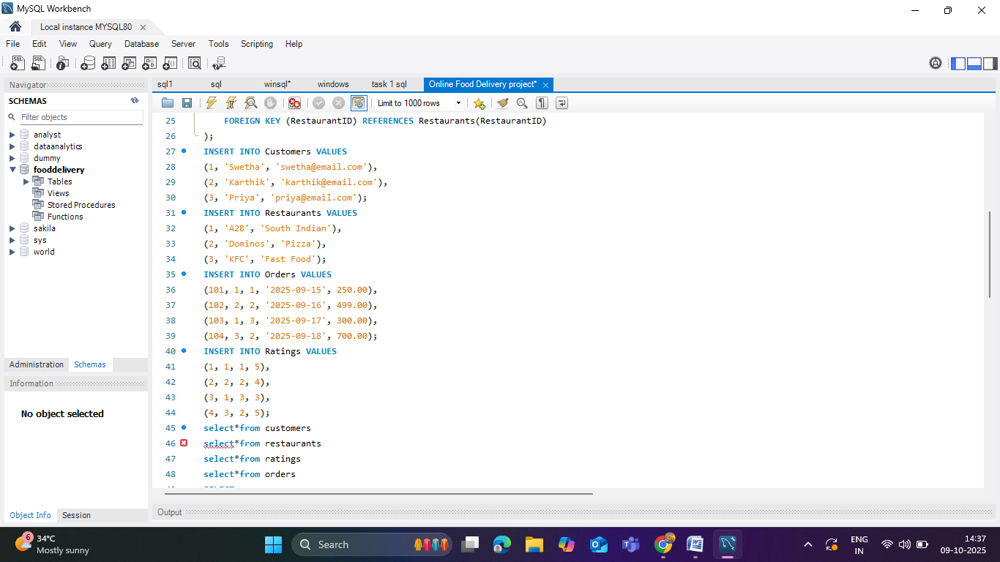 MySQL Workbench
Local instance MYSQL80
File Edit View Query Database Server Tools Scripting Help
Navigator
SCHEMAS
Filter objects
analyst
dataanalytics
dummy
fooddelivery
Tables
Views
Stored Procedures
Functions
sakila
sys
world
Administration Schemas
Information
No object selected
Object Info Session
sql1 sql winsql* windows task 1 sql Online Food Delivery project*
Limit to 1000 rows
25 FOREIGN KEY (RestaurantID) REFERENCES Restaurants(RestaurantID)
26 );
27 INSERT INTO Customers VALUES
28 (1, 'Swetha', 'swetha@email.com'),
29 (2, 'Karthik', 'karthik@email.com'),
30 (3, 'Priya', 'priya@email.com');
31 INSERT INTO Restaurants VALUES
32 (1, 'A2B', 'South Indian'),
33 (2, 'Dominos', 'Pizza'),
34 (3, 'KFC', 'Fast Food');
35 INSERT INTO Orders VALUES
36 (101, 1, 1, '2025-09-15', 250.00),
37 (102, 2, 2, '2025-09-16', 499.00),
38 (103, 1, 3, '2025-09-17', 300.00),
39 (104, 3, 2, '2025-09-18', 700.00);
40 INSERT INTO Ratings VALUES
41 (1, 1, 1, 5),
42 (2, 2, 2, 4),
43 (3, 1, 3, 3),
44 (4, 3, 2, 5);
45 select*from customers
46 select*from restaurants
47 select*from ratings
48 select*from orders
Output
6
34°C
Mostly sunny
Search
ENG
IN
14:37
09-10-2025